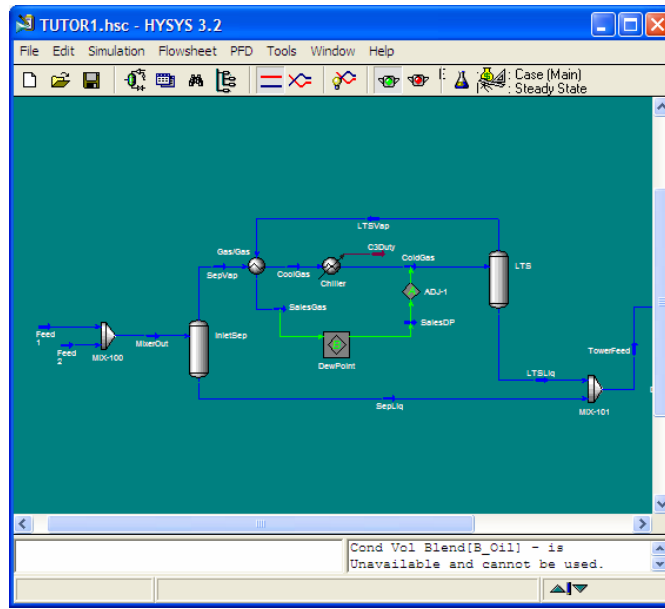 TUTOR1.hsc - HYSYS 3.2
File Edit Simulation Flowsheet PFD Tools Window Help
: Case (Main)
: Steady State
LTSVap
Gas/Gas
C3Duty
SepVap
CoolGas
ColdGas
Chiller
LTS
ADJ-1
SalesGas
SalesDP
Feed
1
Feed
2
MIX-100
MixerOut
InletSep
DewPoint
TowerFeed
LTSLiq
SepLiq
MIX-101
Cond Vol Blend[B_Oil] - is
Unavailable and cannot be used.